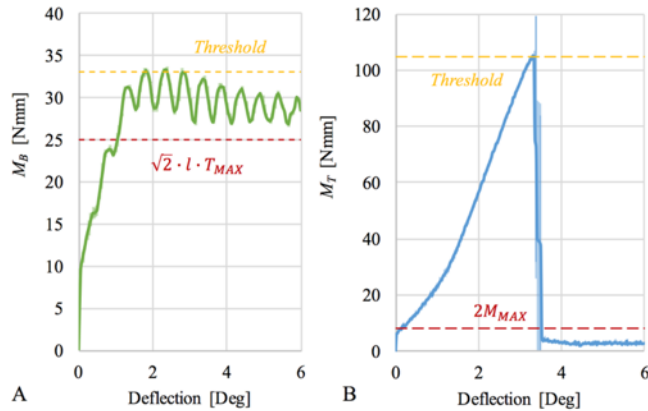 40
35
30
25
20
15
10
5
0
M_B [Nmm]
Threshold
√2 · l · T_MAX
0 2 4 6
Deflection [Deg]
A
120
100
80
60
40
20
0
M_T [Nmm]
Threshold
2M_MAX
0 2 4 6
Deflection [Deg]
B